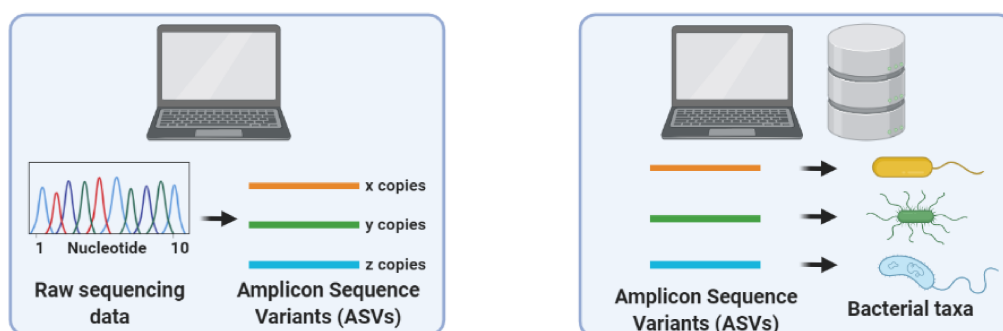 x copies
y copies
1 Nucleotide 10
z copies
Raw sequencing
data
Amplicon Sequence
Variants (ASVs)
Amplicon Sequence
Variants (ASVs)
Bacterial taxa